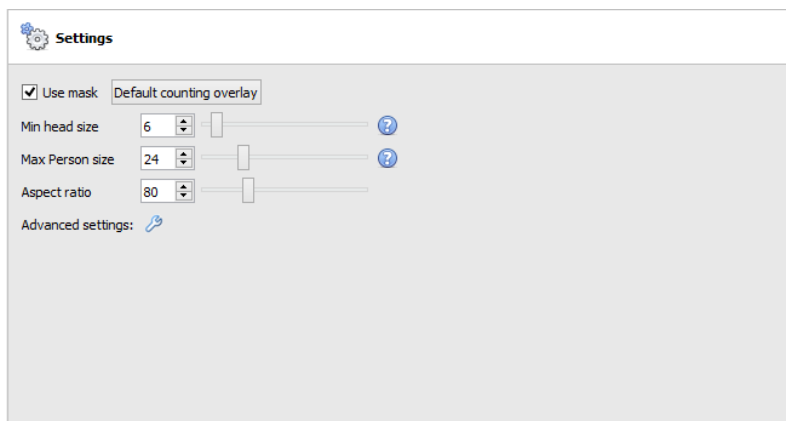 Settings
Use mask Default counting overlay
Min head size 6
Max Person size 24
Aspect ratio 80
Advanced settings: